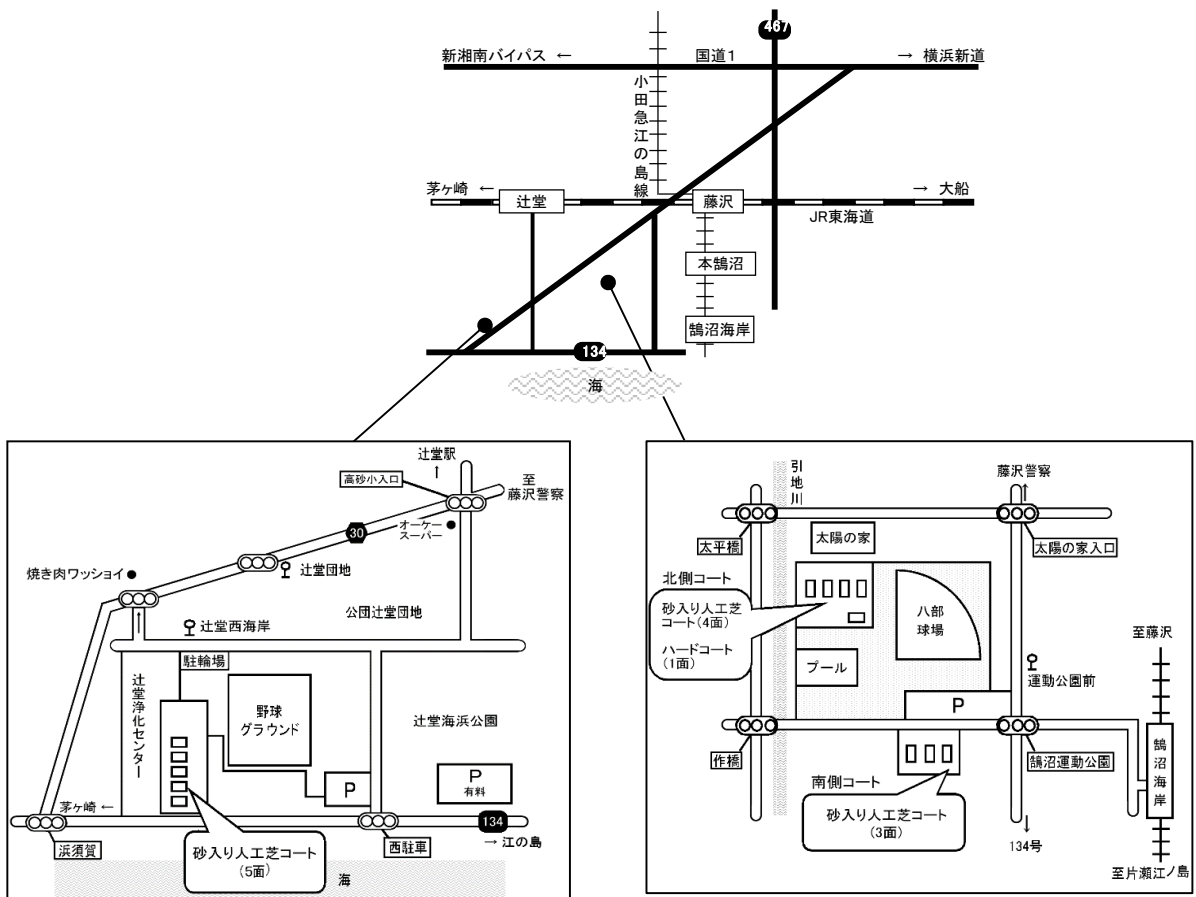 467
新湘南バイパス ←
国道1
→ 横浜新道
小田急江の島線
茅ヶ崎 ←
辻堂
藤沢
→ 大船
JR東海道
本鵠沼
鵠沼海岸
134
海
辻堂駅
↑
高砂小入口
至
藤沢警察
30
オーケー
スーパー
焼き肉ワッショイ
辻堂団地
公団辻堂団地
辻堂西海岸
駐輪場
辻堂浄化センター
野球
グラウンド
辻堂海浜公園
P
P
有料
茅ヶ崎 ←
134
→ 江の島
浜須賀
砂入り人工芝コート
(5面)
西駐車
海
引地川
藤沢警察
太平橋
太陽の家
太陽の家入口
北側コート
砂入り人工芝
コート(4面)
ハードコート
(1面)
八部
球場
プール
至藤沢
運動公園前
P
作橋
鵠沼運動公園
鵠沼海岸
南側コート
砂入り人工芝コート
(3面)
134号
至片瀬江ノ島